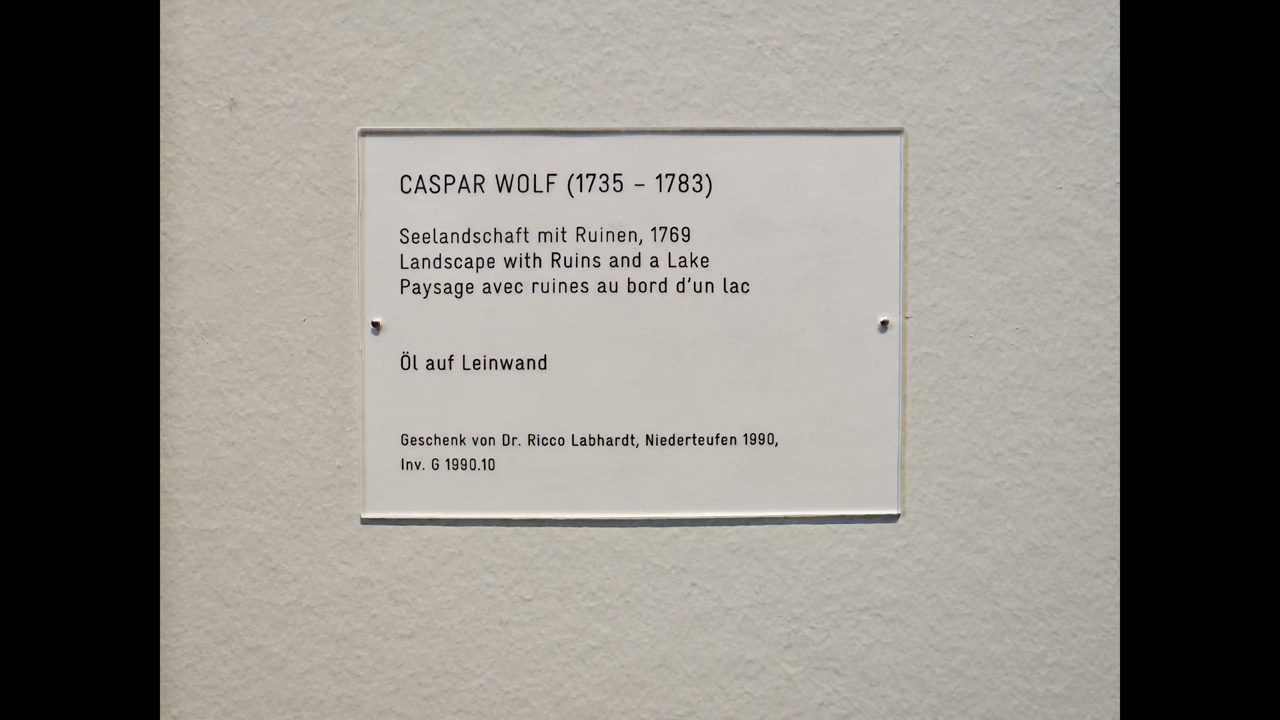 CASPAR WOLF (1735 – 1783)
Seelandschaft mit Ruinen, 1769
Landscape with Ruins and a Lake
Paysage avec ruines au bord d'un lac
Öl auf Leinwand
Geschenk von Dr. Ricco Labhardt, Niederteufen 1990,
Inv. G 1990.10